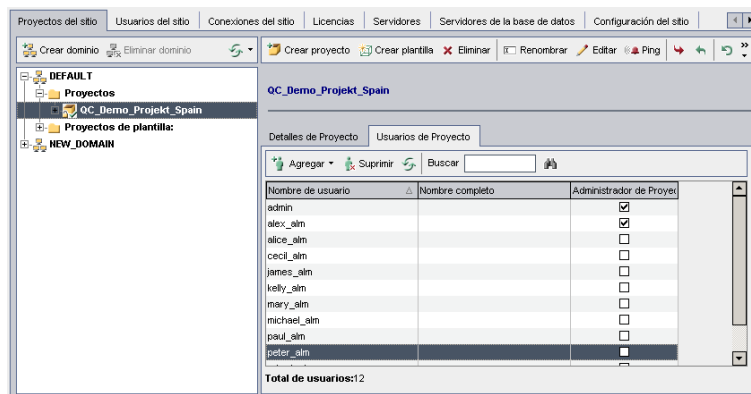 Proyectos del sitio Usuarios del sitio Conexiones del sitio Licencias Servidores Servidores de la base de datos Configuración del sitio
Crear dominio Eliminar dominio
Crear proyecto Crear plantilla Eliminar Renombrar Editar Ping
DEFAULT
Proyectos
QC_Demo_Projekt_Spain
Proyectos de plantilla:
NEW_DOMAIN
QC_Demo_Projekt_Spain
Detalles de Proyecto Usuarios de Proyecto
Agregar Suprimir Buscar
Nombre de usuario Nombre completo Administrador de Proyec
admin
alex_alm
alice_alm
cecil_alm
james_alm
kelly_alm
mary_alm
michael_alm
paul_alm
peter_alm
Total de usuarios:12